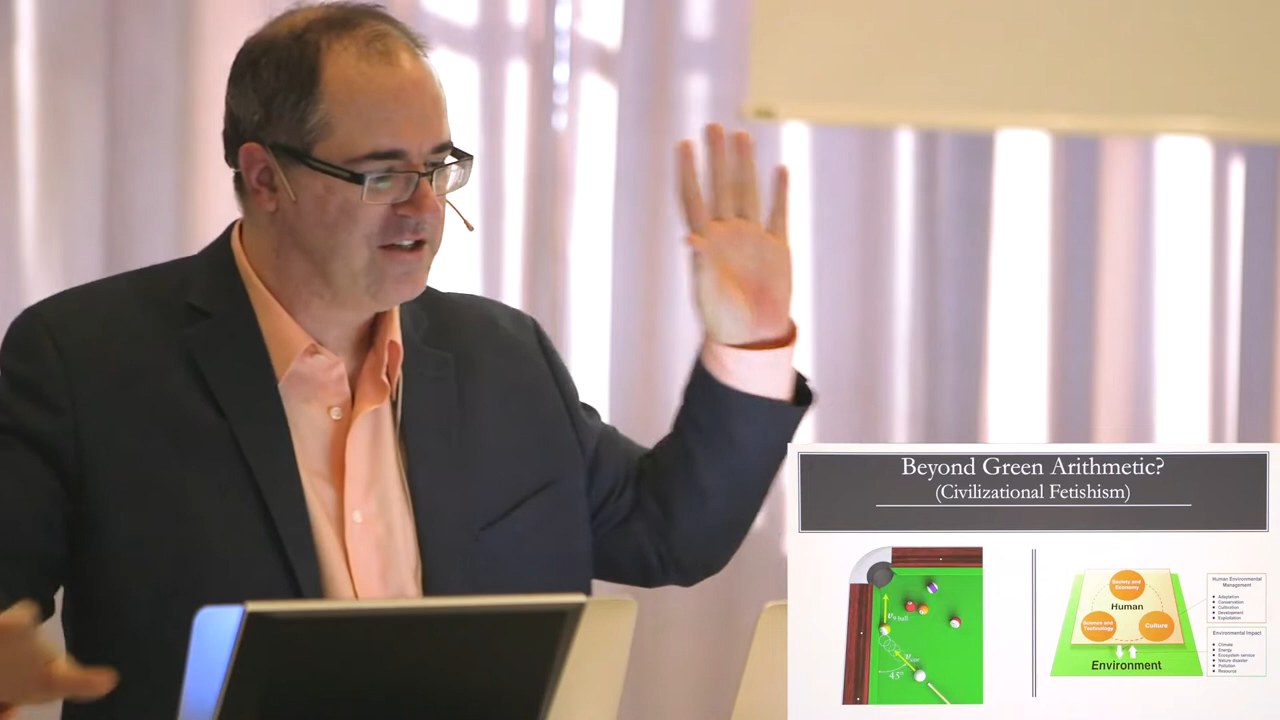 Beyond Green Arithmetic?
(Civilizational Fetishism)
45°
Society and
Economy
Human
Science and
Technology
Culture
Environment
Human Environmental
Management
Adaptation
Conservation
Cultivation
Development
Exploitation
Environmental Impact
Climate
Energy
Ecosystem service
Nature disaster
Pollution
Resource